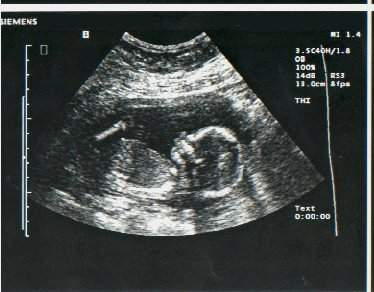 SIEMENS
B
MI 1.4
3.5C40H/1.8
OB
100%
14dB RS3
13.0cm 8fps
THI
Text
0:00:00